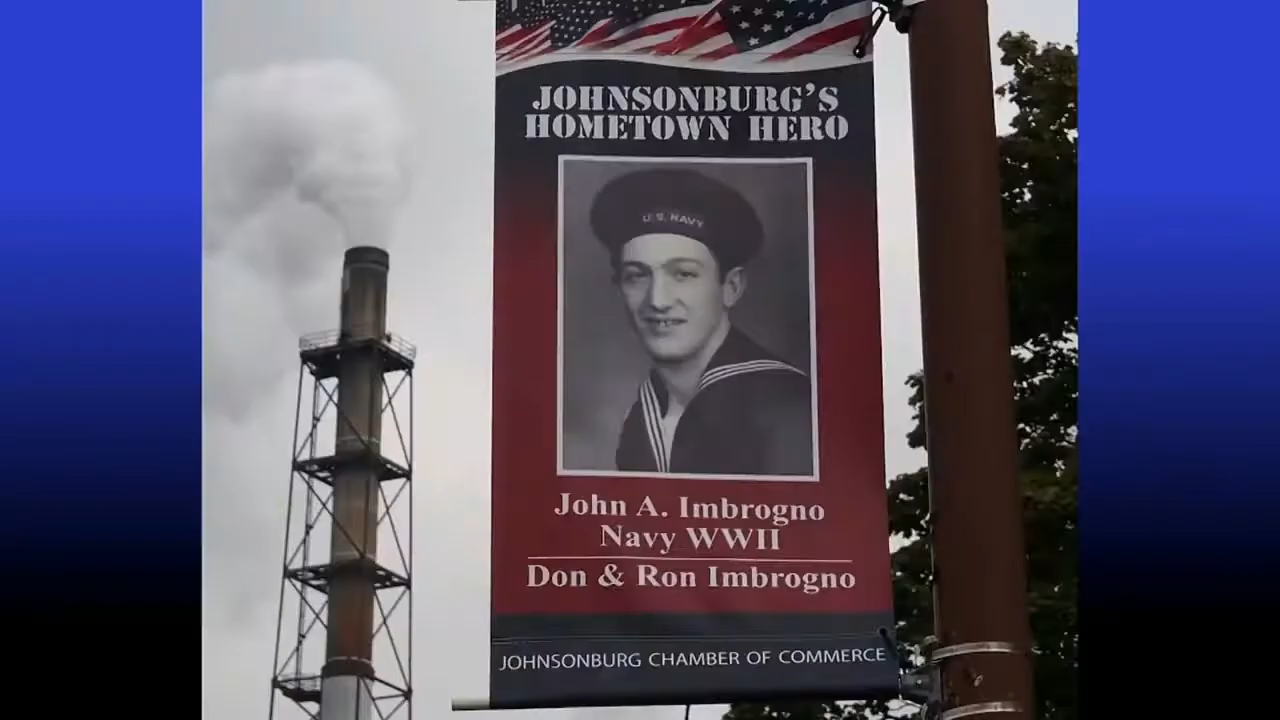 JOHNSONBURG'S
HOMETOWN HERO
U.S. NAVY
John A. Imbrogno
Navy WWII
Don & Ron Imbrogno
JOHNSONBURG CHAMBER OF COMMERCE